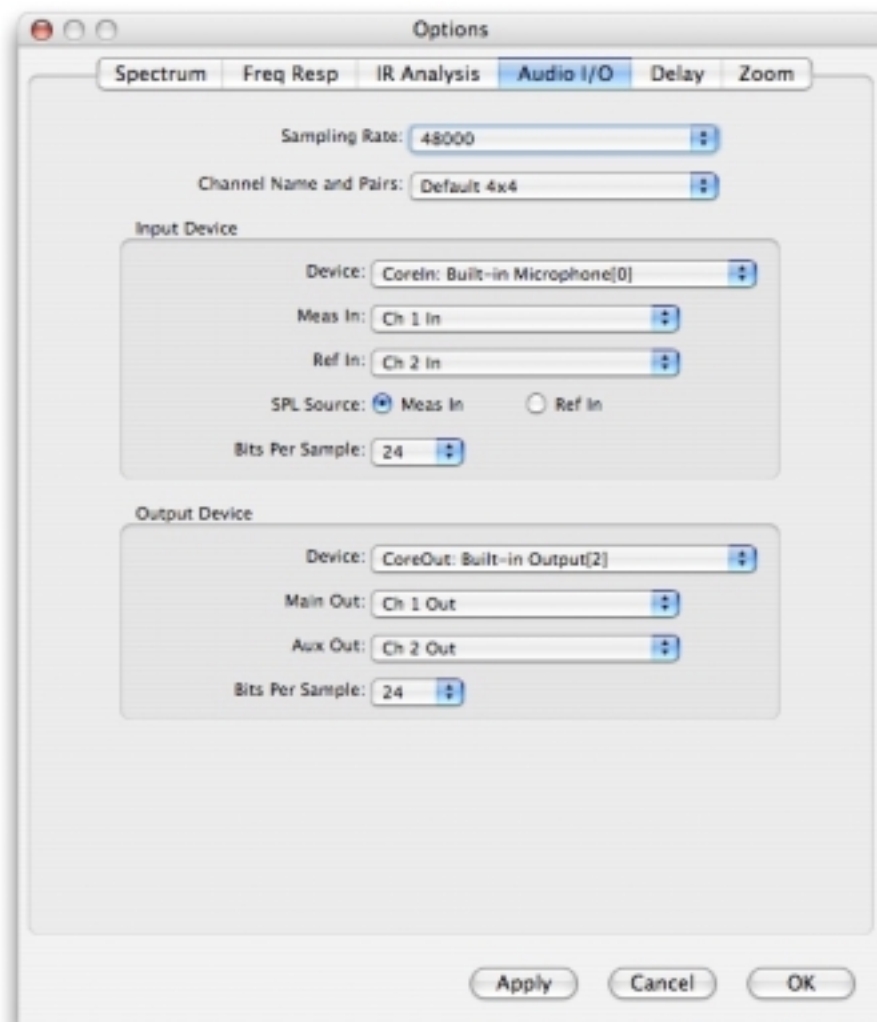 Options
Spectrum Freq Resp IR Analysis Audio I/O Delay Zoom
Sampling Rate: 48000
Channel Name and Pairs: Default 4x4
Input Device
Device: CoreIn: Built-in Microphone[0]
Meas In: Ch 1 In
Ref In: Ch 2 In
SPL Source: Meas In Ref In
Bits Per Sample: 24
Output Device
Device: CoreOut: Built-in Output[2]
Main Out: Ch 1 Out
Aux Out: Ch 2 Out
Bits Per Sample: 24
Apply Cancel OK